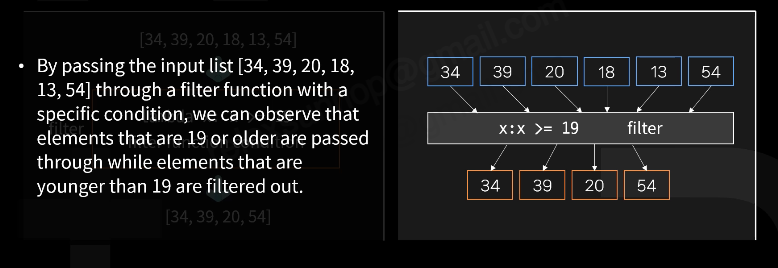 [34, 39, 20, 18, 13, 54]
• By passing the input list [34, 39, 20, 18,
13, 54] through a filter function with a
specific condition, we can observe that
elements that are 19 or older are passed
through while elements that are
younger than 19 are filtered out.
[34, 39, 20, 54]
34 39 20 18 13 54
x:x >= 19 filter
34 39 20 54